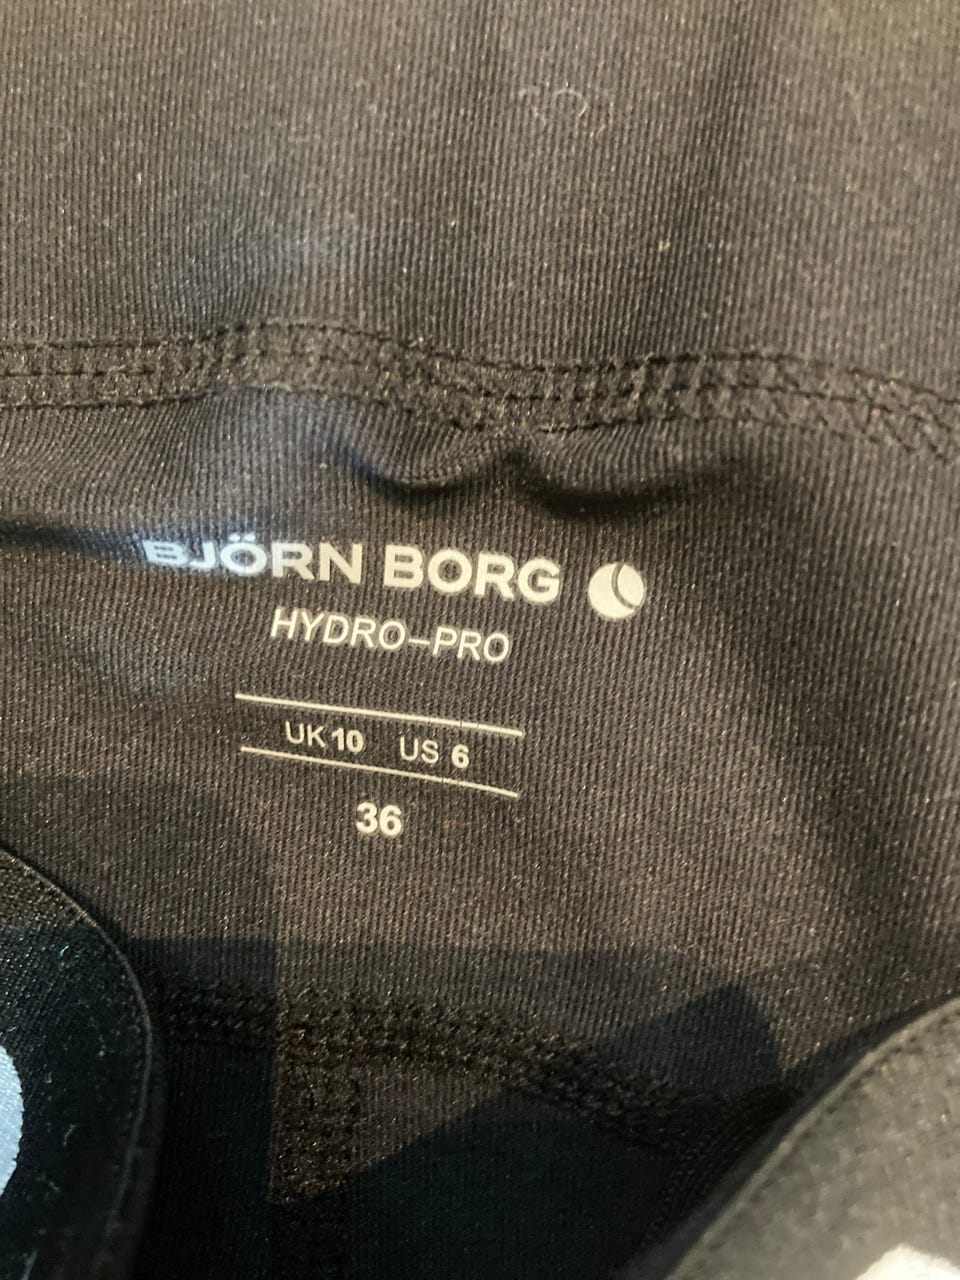 BJÖRN BORG
HYDRO-PRO
UK 10 US 6
36